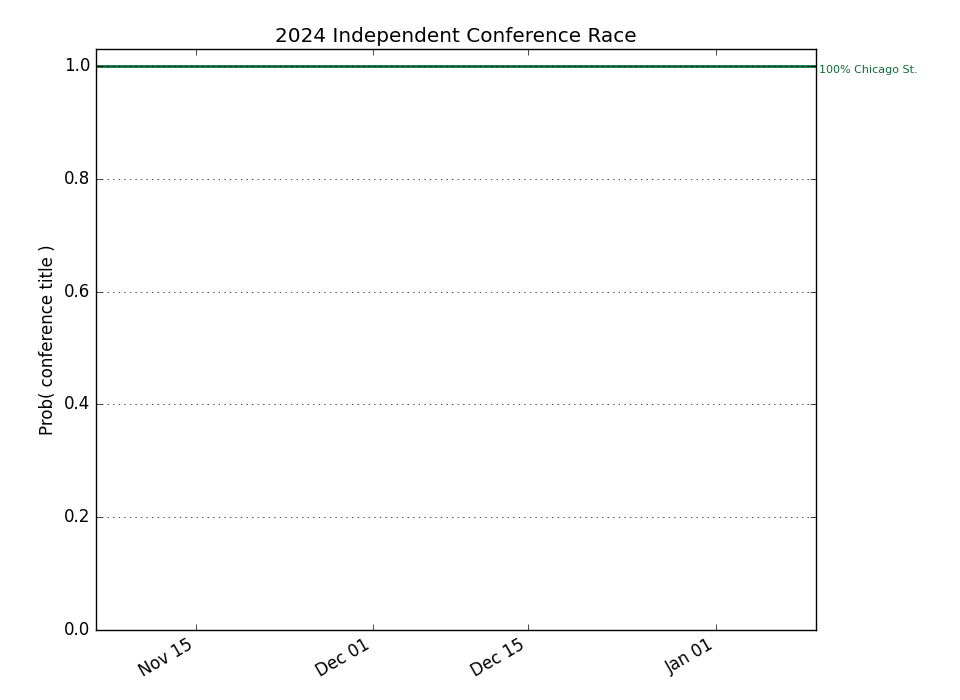 2024 Independent Conference Race
1.0
100% Chicago St.
0.8
0.6
0.4
0.2
0.0
Prob( conference title )
Nov 15
Dec 01
Dec 15
Jan 01